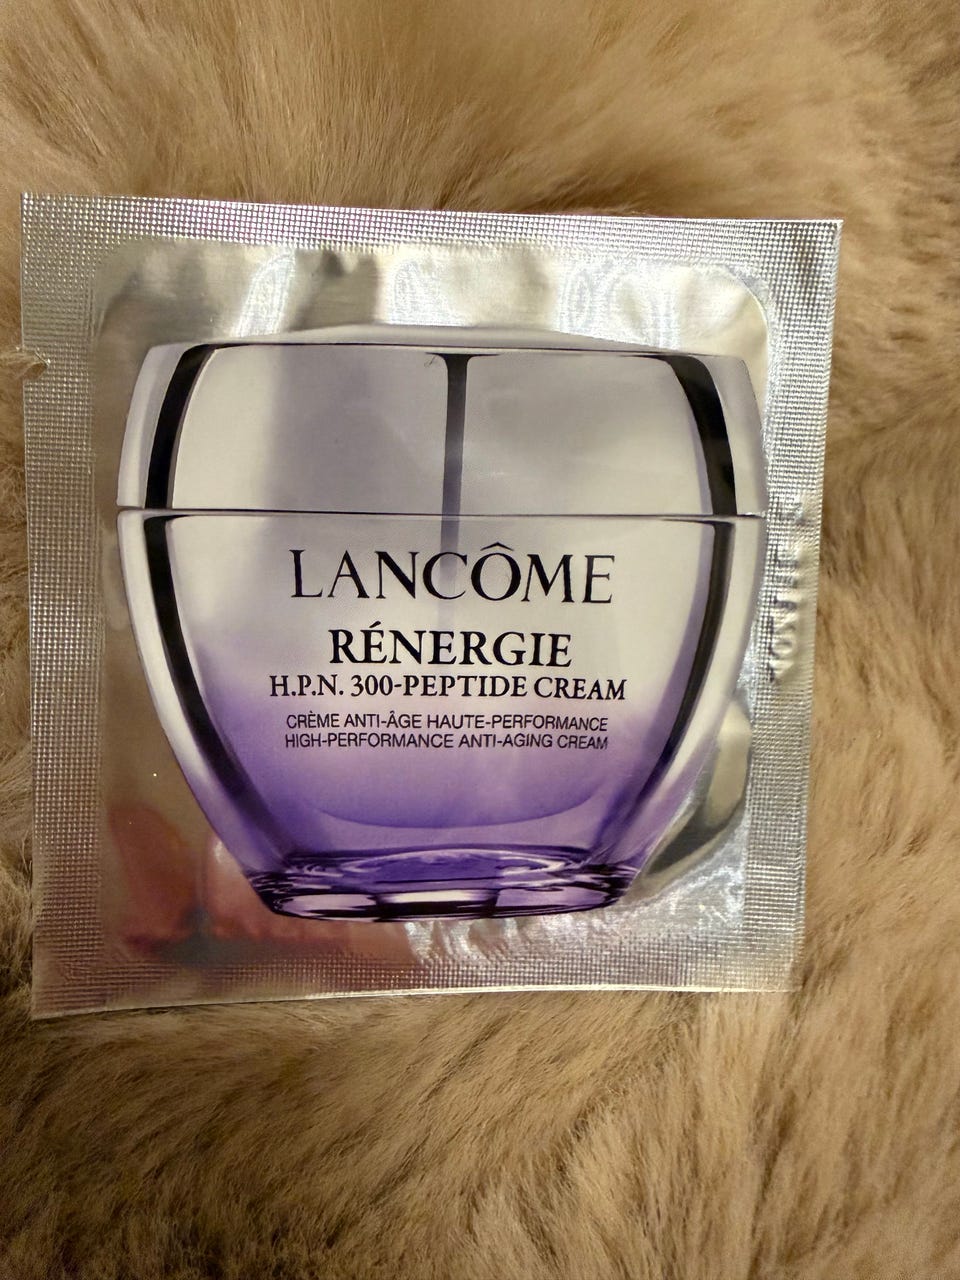 LANCÔME
RÉNERGIE
H.P.N. 300-PEPTIDE CREAM
CRÈME ANTI-ÂGE HAUTE-PERFORMANCE
HIGH-PERFORMANCE ANTI-AGING CREAM